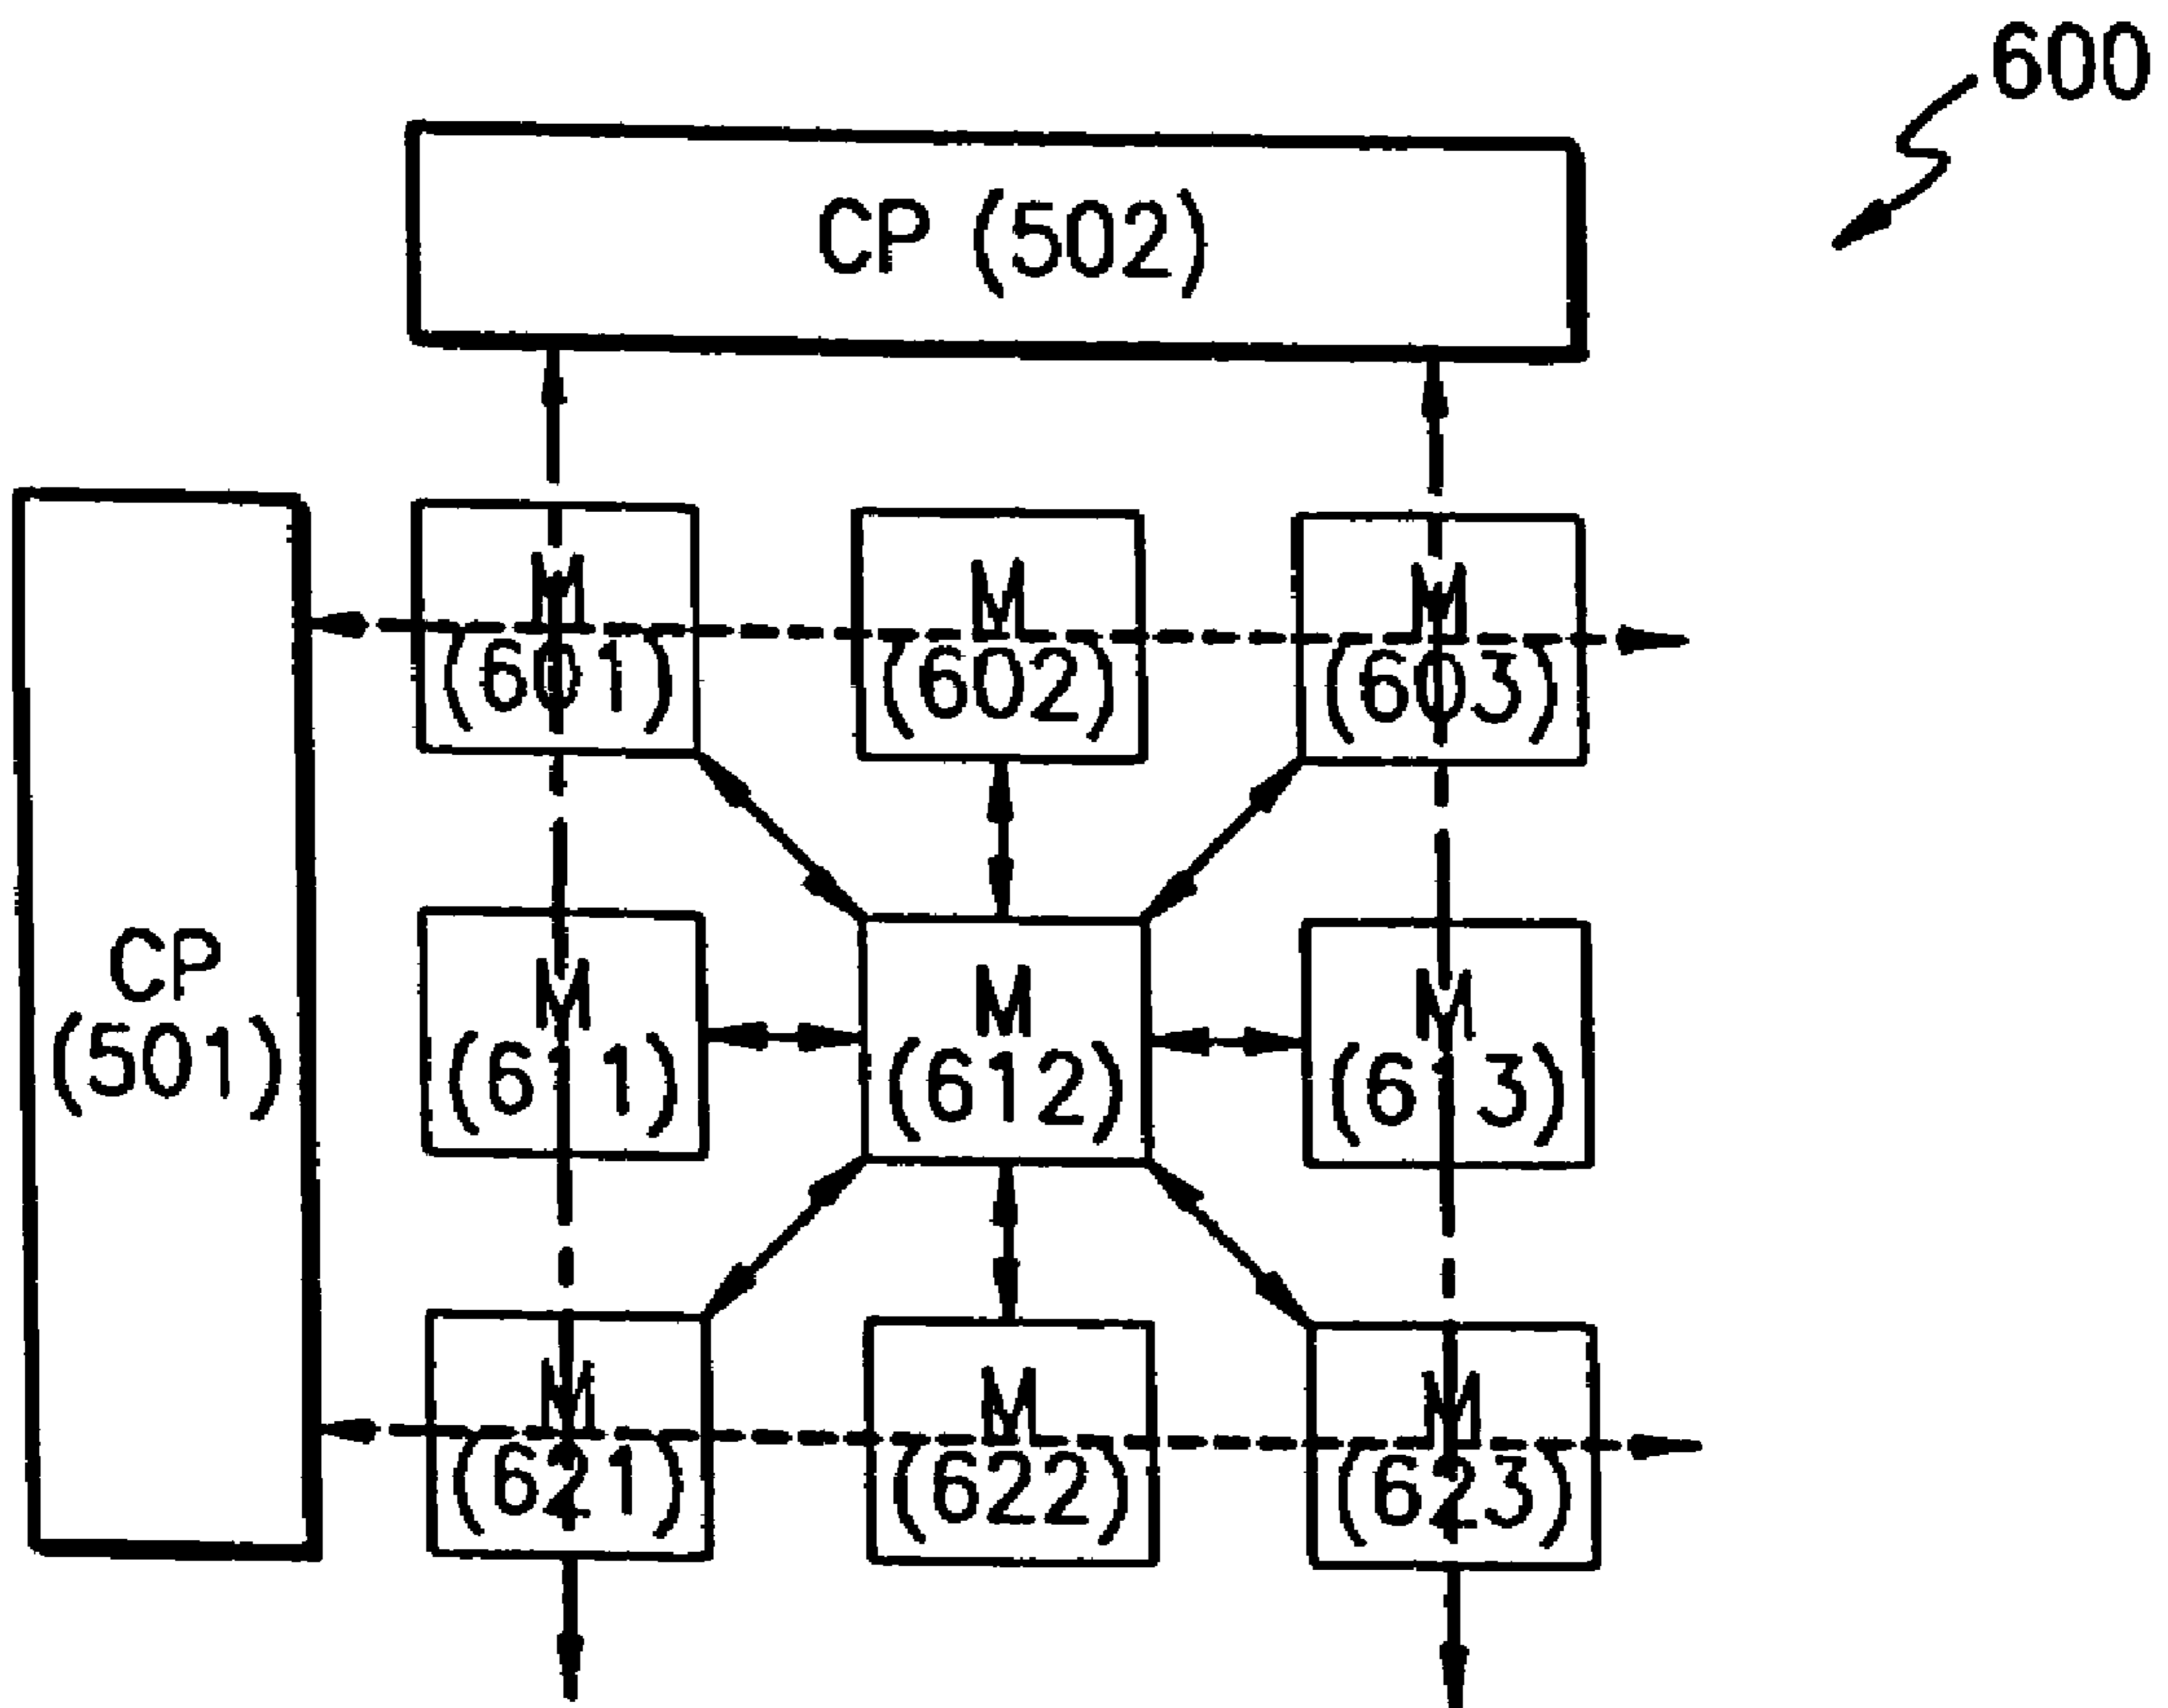 600
CP (502)
M
(601)
M
(602)
M
(603)
CP
(501)
M
(611)
M
(612)
M
(613)
M
(621)
M
(622)
M
(623)